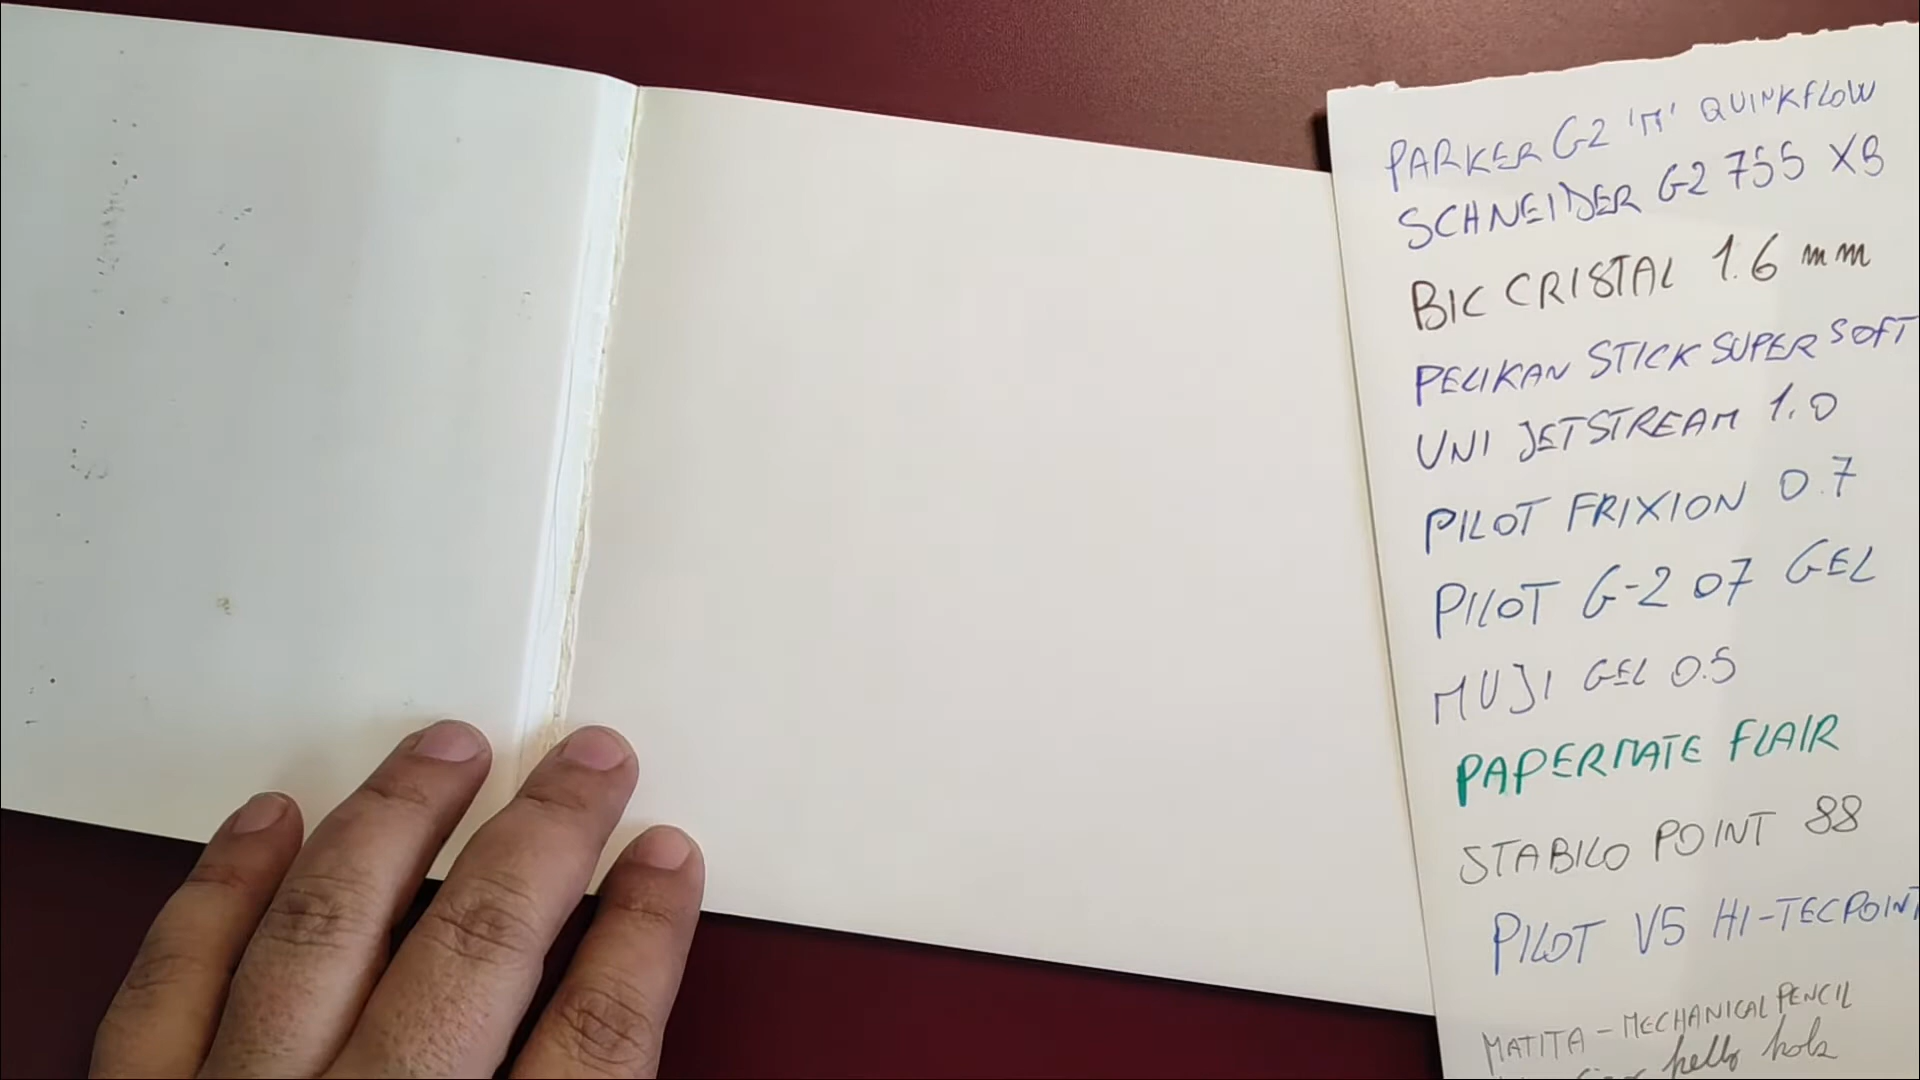 PARKER G2 'M' QUINKFLOW
SCHNEIDER G2 755 XB
BIC CRISTAL 1.6 mm
PELIKAN STICK SUPER SOFT
UNI JETSTREAM 1.0
PILOT FRIXION 0.7
PILOT G-2 07 GEL
MUJI GEL 0.5
PAPERMATE FLAIR
STABILO POINT 88
PILOT V5 HI-TECPOINT
MATITA - MECHANICAL PENCIL
hello